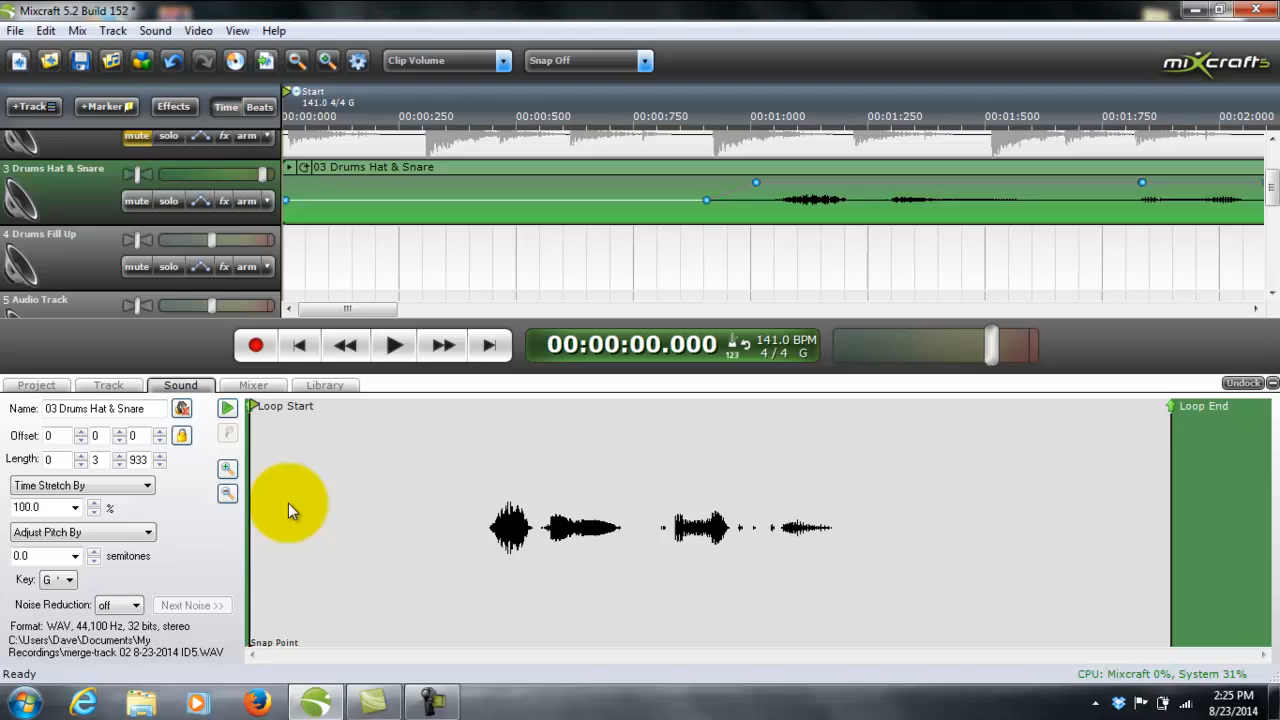 Mixcraft 5.2 Build 152 *
File Edit Mix Track Sound Video View Help
Clip Volume Snap Off
mixcraft5
+Track +Marker Effects Time Beats
Start
141.0 4/4 G
00:00:000 00:00:250 00:00:500 00:00:750 00:01:000 00:01:250 00:01:500 00:01:750 00:02:000
mute solo fx arm
3 Drums Hat & Snare
03 Drums Hat & Snare
mute solo fx arm
4 Drums Fill Up
mute solo fx arm
5 Audio Track
00:00:00.000
123
141.0 BPM
4 / 4 G
Project Track Sound Mixer Library
Undock
Name: 03 Drums Hat & Snare
Loop Start
Loop End
Offset: 0 0 0
Length: 0 3 933
Time Stretch By
100.0 %
Adjust Pitch By
0.0 semitones
Key: G
Noise Reduction: off Next Noise >>
Format: WAV, 44,100 Hz, 32 bits, stereo
C:\Users\Dave\Documents\My
Recordings\merge-track 02 8-23-2014 ID5.WAV
Snap Point
Ready
CPU: Mixcraft 0%, System 31%
2:25 PM
8/23/2014